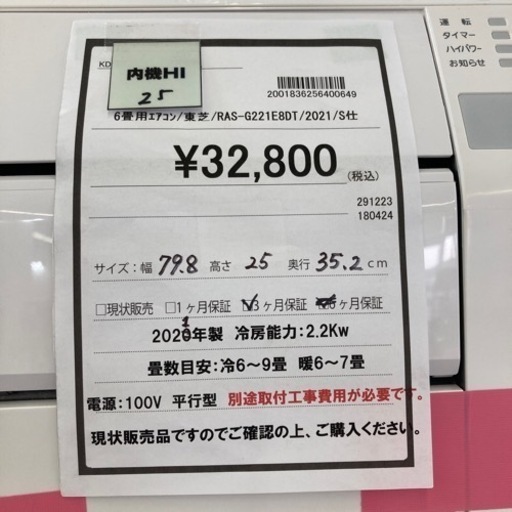 運転
タイマー
ハイパワー
お知らせ
KD
内機HI
25
2001836256400649
6畳用エアコン/東芝/RAS-G221E8DT/2021/S仕
¥32,800
(税込)
291223
180424
サイズ:幅 79.8 高さ 25 奥行 35.2 cm
□現状販売 □1ヶ月保証 ☑3ヶ月保証 ヶ月保証
2021年製 冷房能力:2.2Kw
畳数目安:冷6~9畳 暖6~7畳
電源:100V 平行型 別途取付工事費用が必要です。
現状販売品ですのでご確認の上、ご購入ください。